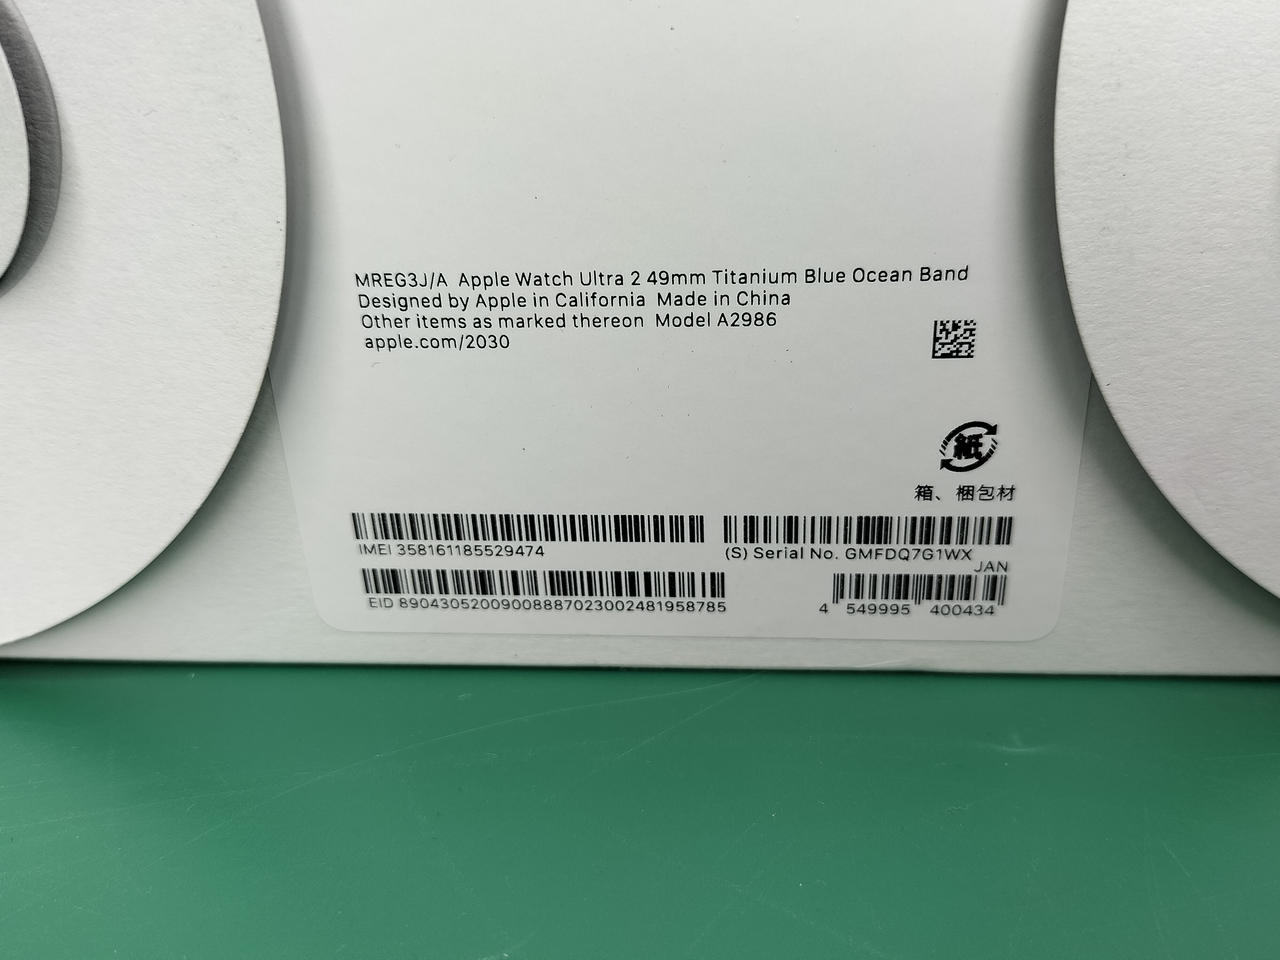 MREG3J/A Apple Watch Ultra 2 49mm Titanium Blue Ocean Band
Designed by Apple in California Made in China
Other items as marked thereon Model A2986
apple.com/2030
紙
箱、梱包材
IMEI 358161185529474
(S) Serial No. GMFDQ7G1WX
JAN
EID 89043052009008887023002481958785
4 549995 400434